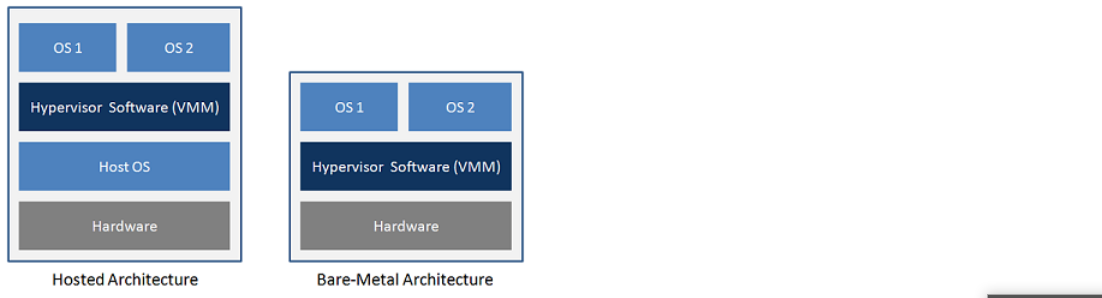 OS 1
OS 2
Hypervisor Software (VMM)
Host OS
Hardware
Hosted Architecture
OS 1
OS 2
Hypervisor Software (VMM)
Hardware
Bare-Metal Architecture